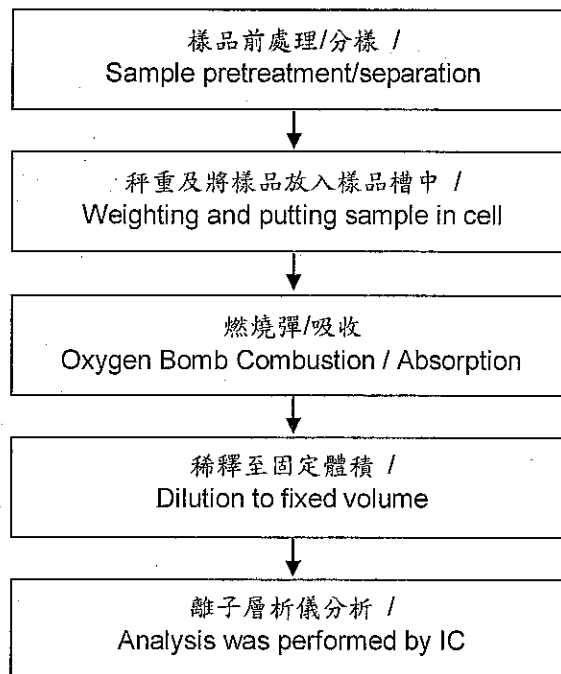 樣品前處理/分樣 /
Sample pretreatment/separation
秤重及將樣品放入樣品槽中 /
Weighting and putting sample in cell
燃燒彈/吸收
Oxygen Bomb Combustion / Absorption
稀釋至固定體積 /
Dilution to fixed volume
離子層析儀分析 /
Analysis was performed by IC